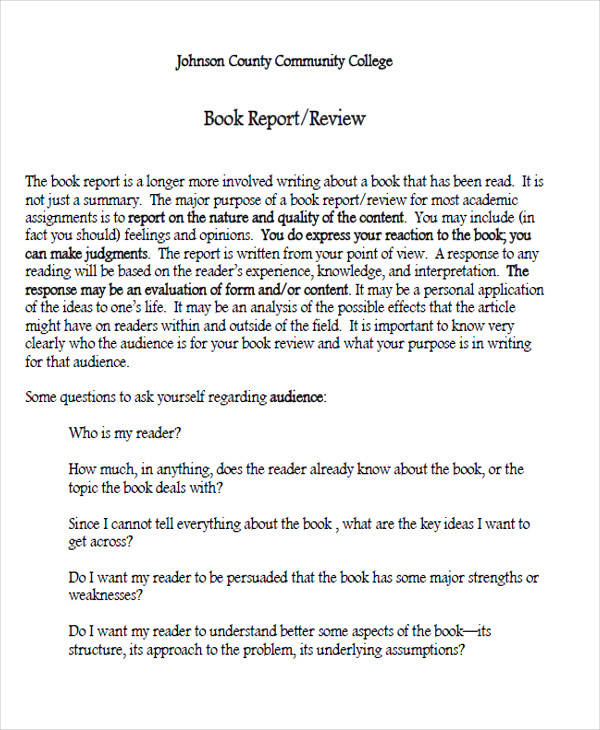 Johnson County Community College
Book Report/Review
The book report is a longer more involved writing about a book that has been read. It is
not just a summary. The major purpose of a book report/review for most academic
assignments is to report on the nature and quality of the content. You may include (in
fact you should) feelings and opinions. You do express your reaction to the book; you
can make judgments. The report is written from your point of view. A response to any
reading will be based on the reader's experience, knowledge, and interpretation. The
response may be an evaluation of form and/or content. It may be a personal application
of the ideas to one's life. It may be an analysis of the possible effects that the article
might have on readers within and outside of the field. It is important to know very
clearly who the audience is for your book review and what your purpose is in writing
for that audience.
Some questions to ask yourself regarding audience:
Who is my reader?
How much, in anything, does the reader already know about the book, or the
topic the book deals with?
Since I cannot tell everything about the book , what are the key ideas I want to
get across?
Do I want my reader to be persuaded that the book has some major strengths or
weaknesses?
Do I want my reader to understand better some aspects of the book—its
structure, its approach to the problem, its underlying assumptions?